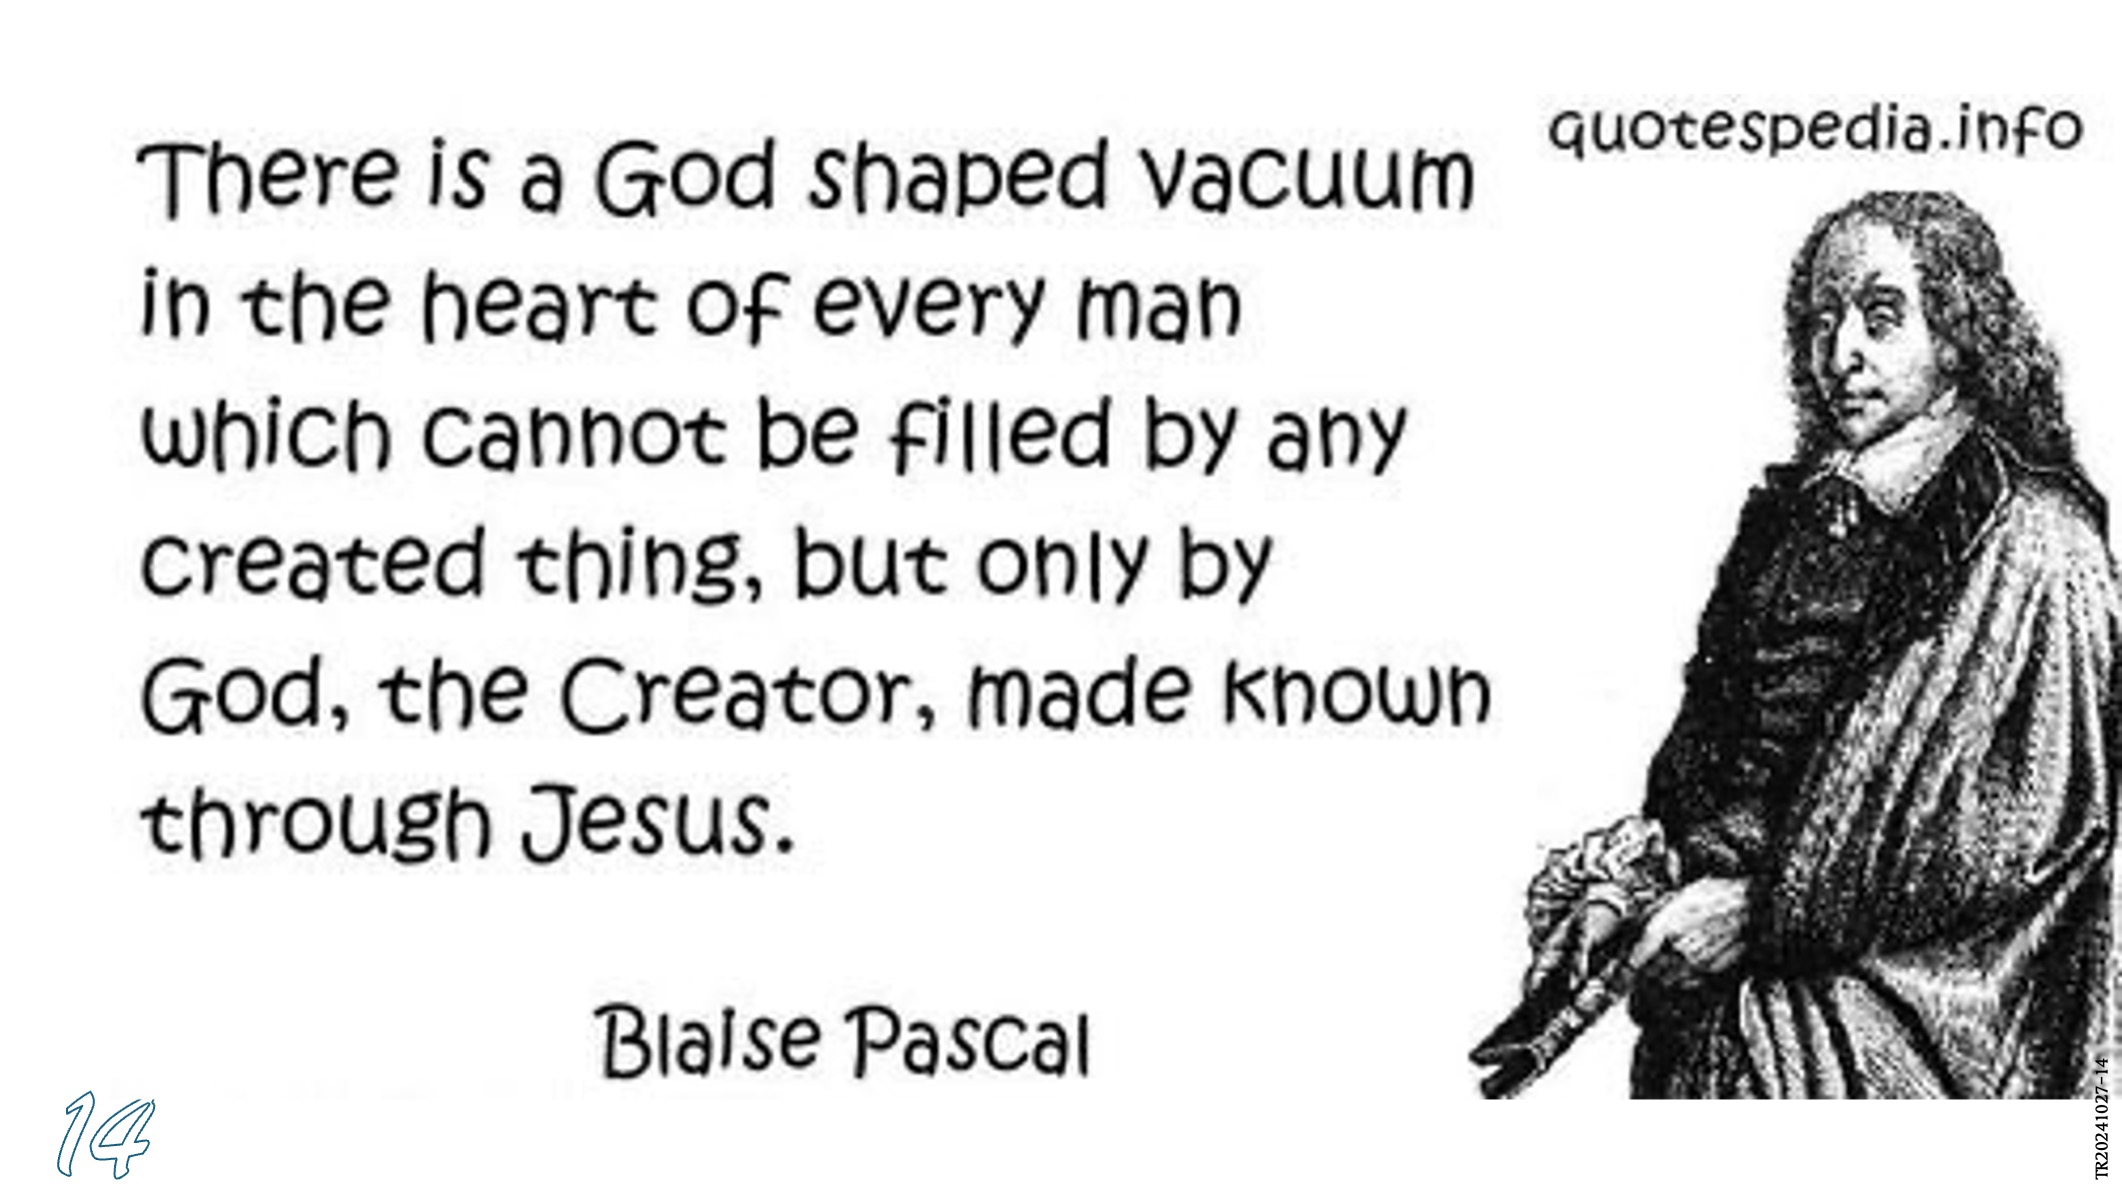 quotespedia.info
There is a God shaped vacuum
in the heart of every man
which cannot be filled by any
created thing, but only by
God, the Creator, made known
through Jesus.
Blaise Pascal
14
TR20241027-14